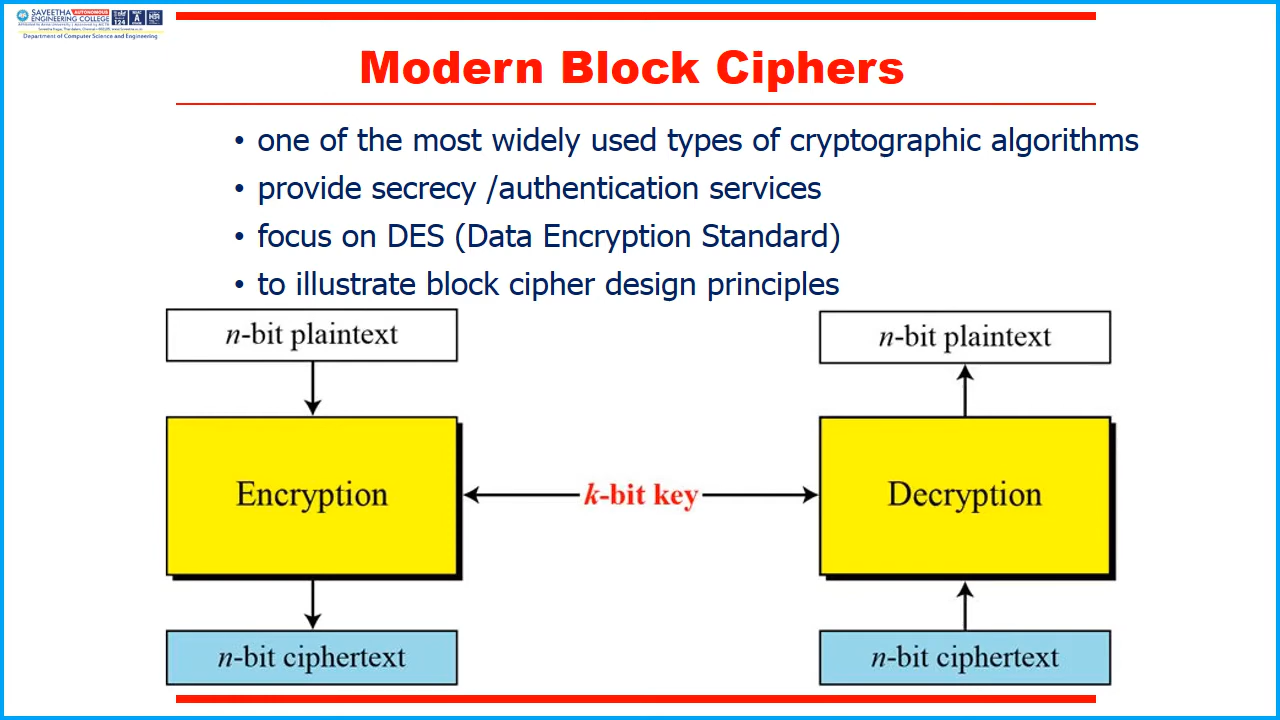 SAVEETHA AUTONOMOUS
ENGINEERING COLLEGE
Department of Computer Science and Engineering
Modern Block Ciphers
• one of the most widely used types of cryptographic algorithms
• provide secrecy /authentication services
• focus on DES (Data Encryption Standard)
• to illustrate block cipher design principles
n-bit plaintext
n-bit plaintext
Encryption
k-bit key
Decryption
n-bit ciphertext
n-bit ciphertext